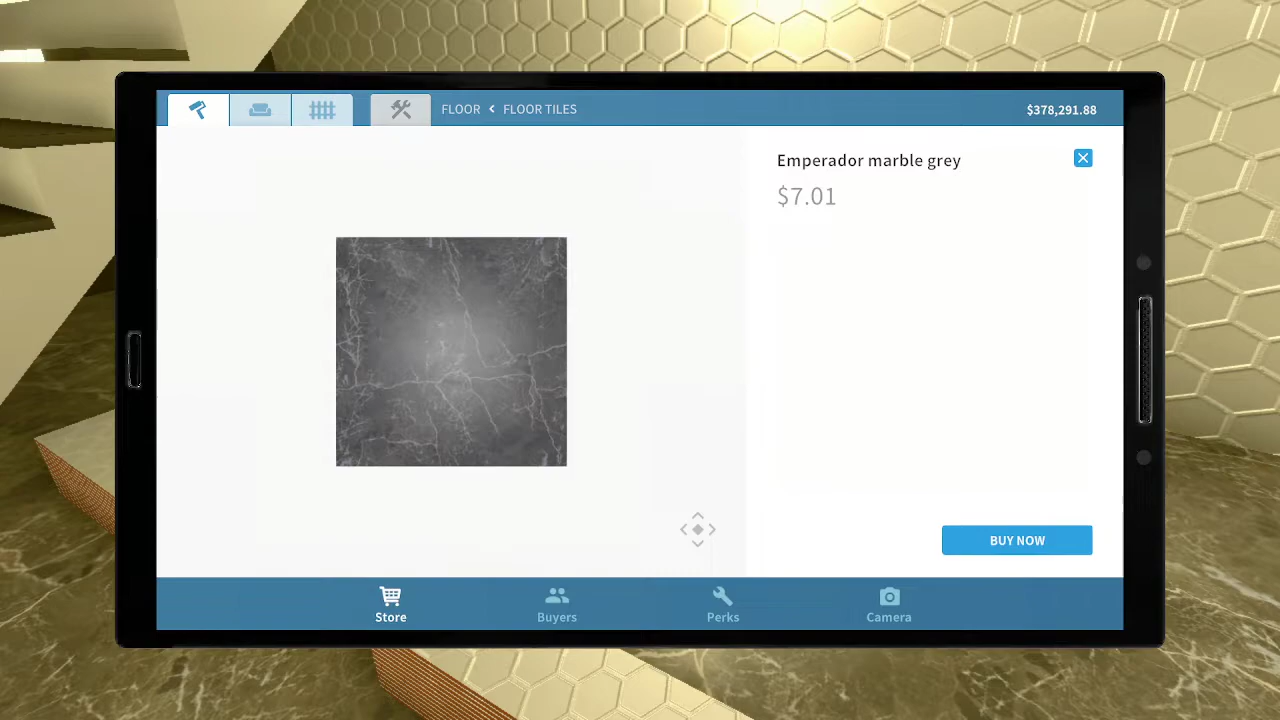 FLOOR < FLOOR TILES
$378,291.88
Emperador marble grey
$7.01
BUY NOW
Store
Buyers
Perks
Camera